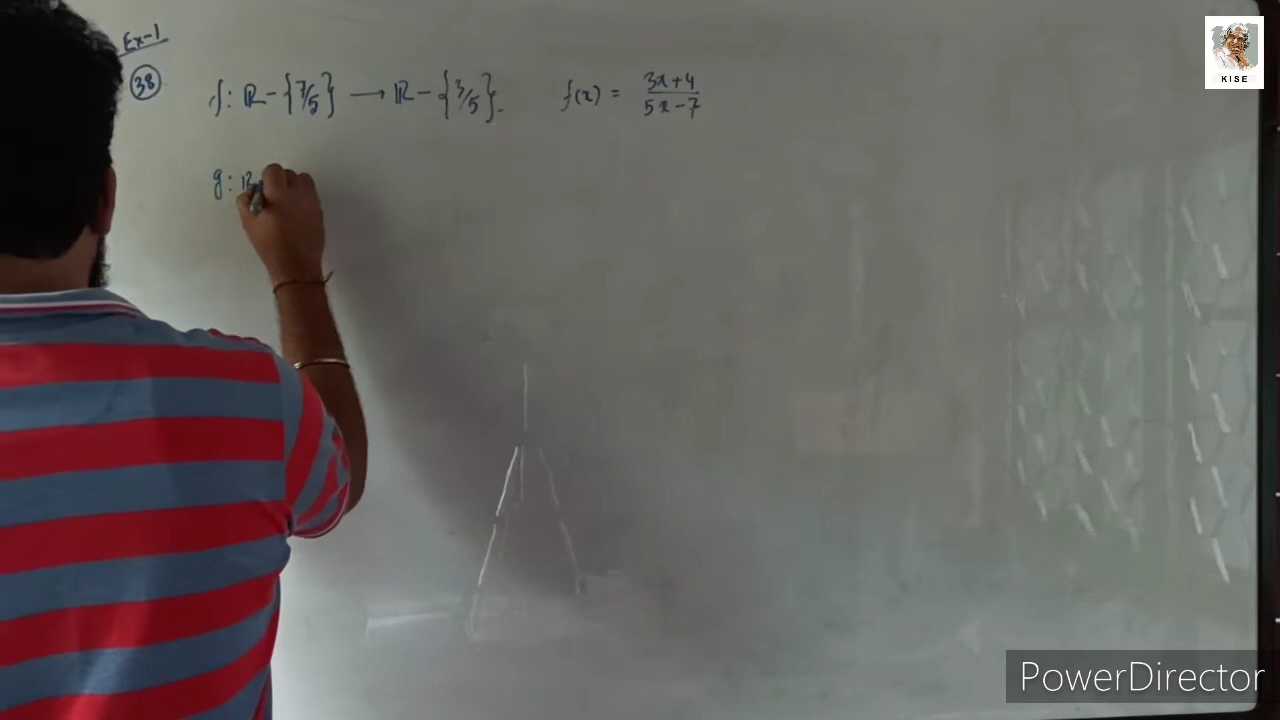 Ex-1
38 f: ℝ - {7/5} ⟶ ℝ - {3/5}. f(x) = (3x+4)/(5x-7)
g: ℝ
KISE
PowerDirector